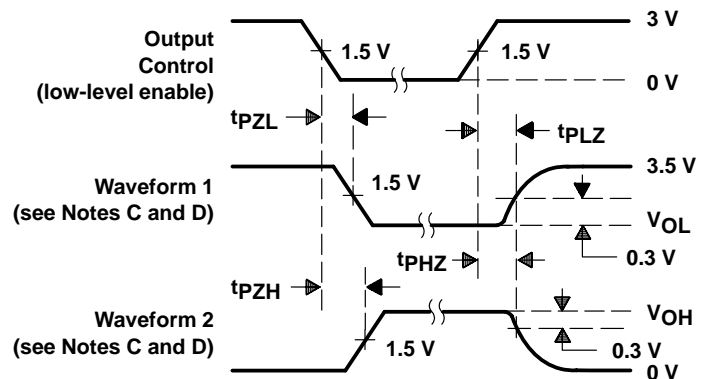 Output
Control
(low-level enable)
1.5 V
1.5 V
3 V
0 V
tPZL
tPLZ
Waveform 1
(see Notes C and D)
1.5 V
3.5 V
VOL
0.3 V
tPHZ
tPZH
Waveform 2
(see Notes C and D)
1.5 V
VOH
0.3 V
0 V